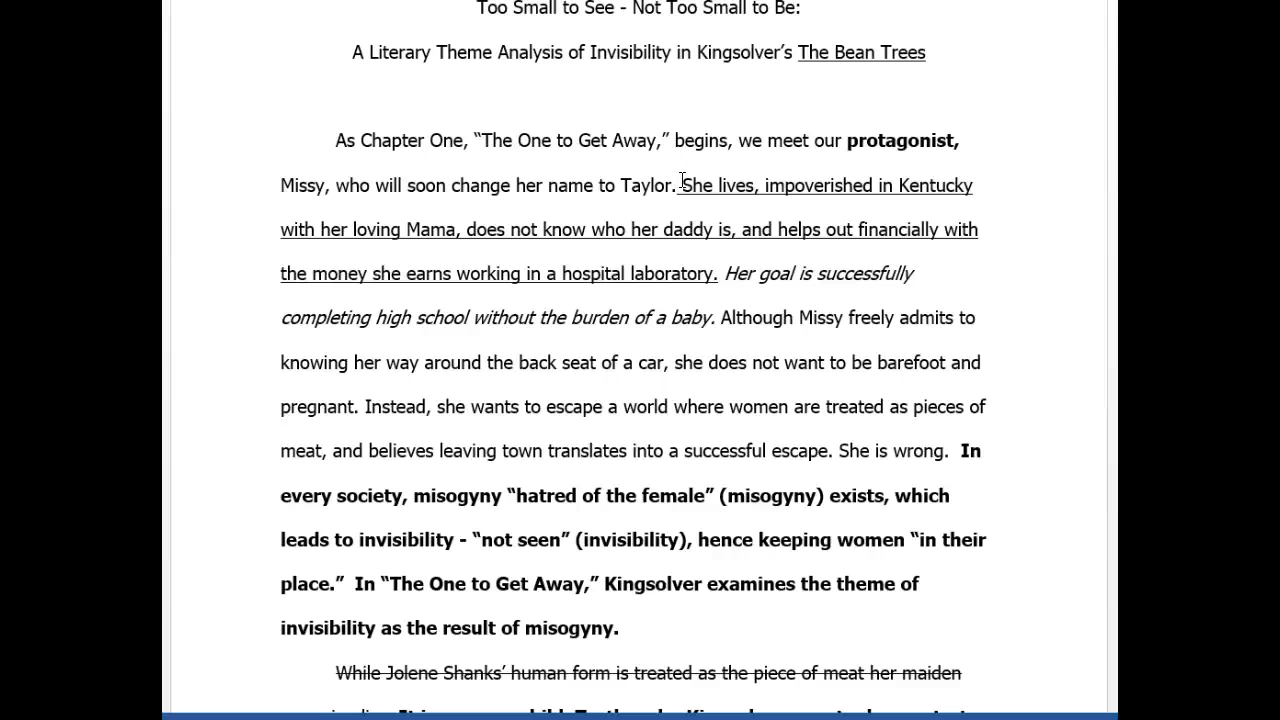 Too Small to See - Not Too Small to Be:
A Literary Theme Analysis of Invisibility in Kingsolver’s The Bean Trees
As Chapter One, “The One to Get Away,” begins, we meet our protagonist,
Missy, who will soon change her name to Taylor. She lives, impoverished in Kentucky
with her loving Mama, does not know who her daddy is, and helps out financially with
the money she earns working in a hospital laboratory. Her goal is successfully
completing high school without the burden of a baby. Although Missy freely admits to
knowing her way around the back seat of a car, she does not want to be barefoot and
pregnant. Instead, she wants to escape a world where women are treated as pieces of
meat, and believes leaving town translates into a successful escape. She is wrong.  In
every society, misogyny “hatred of the female” (misogyny) exists, which
leads to invisibility - “not seen” (invisibility), hence keeping women “in their
place.”  In “The One to Get Away,” Kingsolver examines the theme of
invisibility as the result of misogyny.
While Jolene Shanks’ human form is treated as the piece of meat her maiden